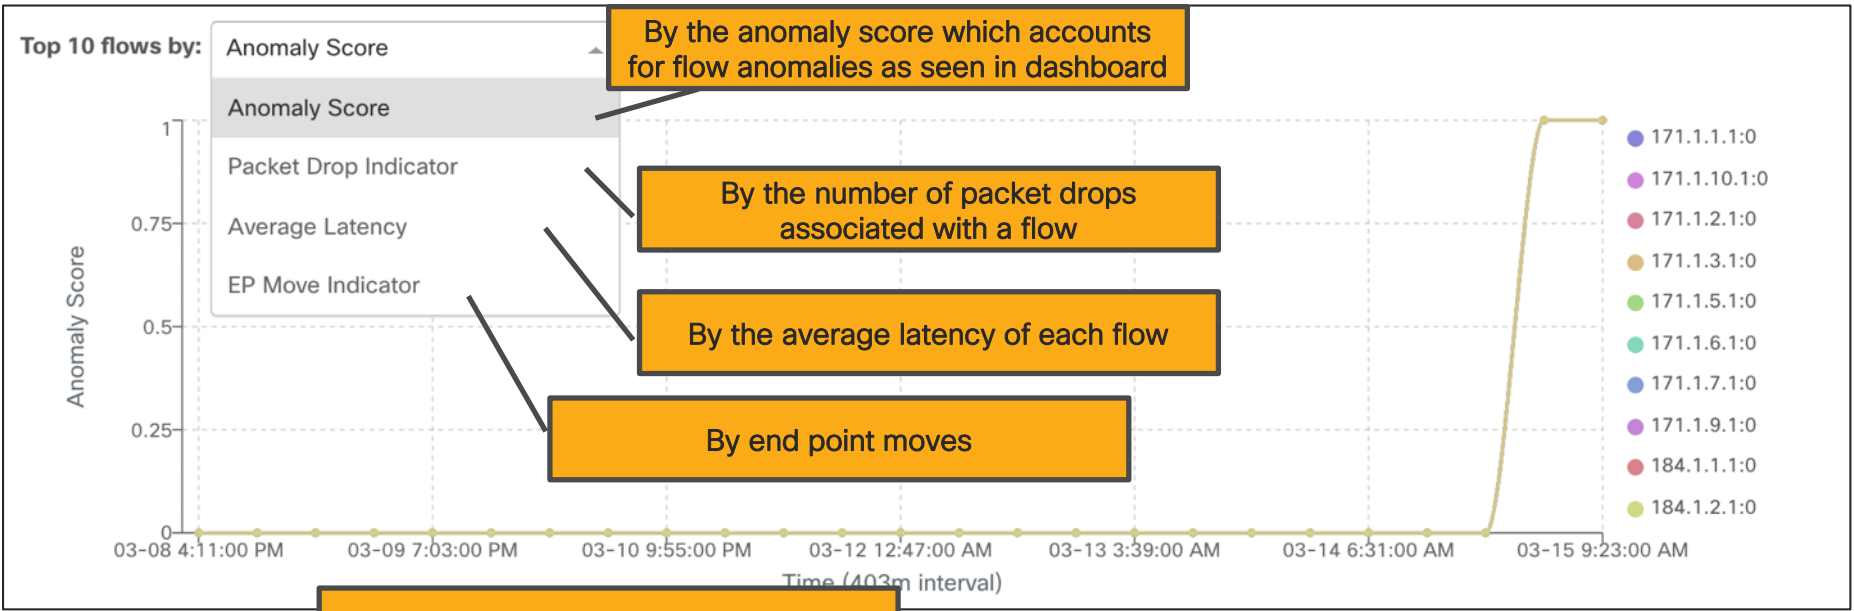 Top 10 flows by:
Anomaly Score
By the anomaly score which accounts
for flow anomalies as seen in dashboard
Anomaly Score
Packet Drop Indicator
Average Latency
EP Move Indicator
By the number of packet drops
associated with a flow
By the average latency of each flow
By end point moves
Anomaly Score
1
0.75
0.5
0.25
0
03-08 4:11:00 PM
03-09 7:03:00 PM
03-10 9:55:00 PM
03-12 12:47:00 AM
03-13 3:39:00 AM
03-14 6:31:00 AM
03-15 9:23:00 AM
Time (403m interval)
171.1.1.1:0
171.1.10.1:0
171.1.2.1:0
171.1.3.1:0
171.1.5.1:0
171.1.6.1:0
171.1.7.1:0
171.1.9.1:0
184.1.1.1:0
184.1.2.1:0